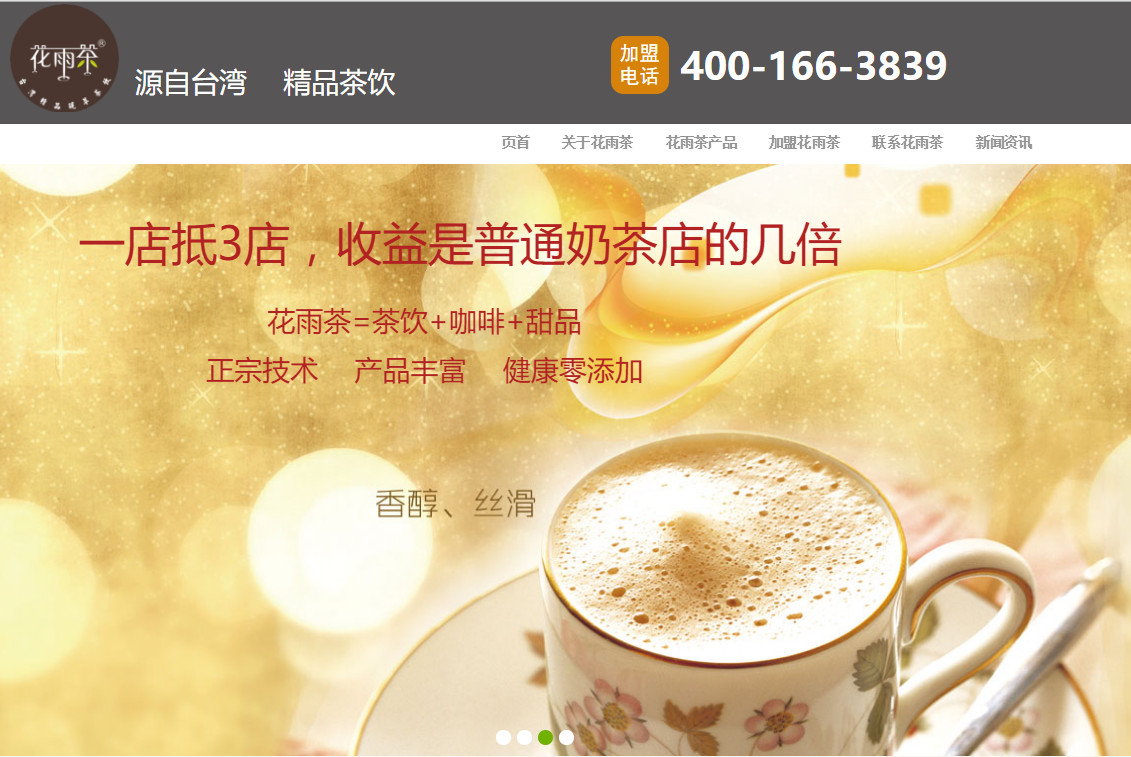 花雨茶®
源自台湾 精品茶饮
加盟
电话
400-166-3839
页首 关于花雨茶 花雨茶产品 加盟花雨茶 联系花雨茶 新闻资讯
一店抵3店，收益是普通奶茶店的几倍
花雨茶=茶饮+咖啡+甜品
正宗技术 产品丰富 健康零添加
香醇、丝滑